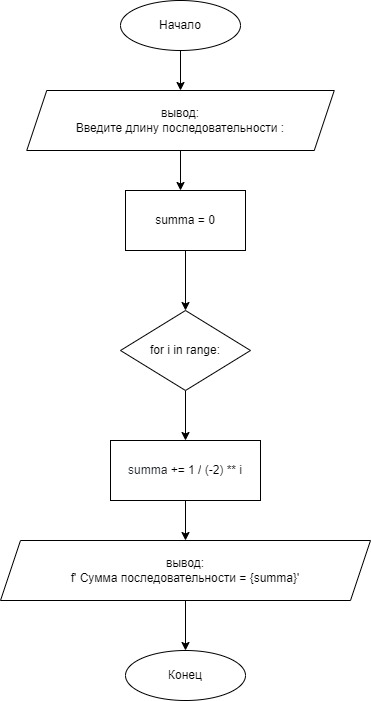 Начало
вывод:
Введите длину последовательности :
summa = 0
for i in range:
summa += 1 / (-2) ** i
вывод:
f' Сумма последовательности = {summa}'
Конец